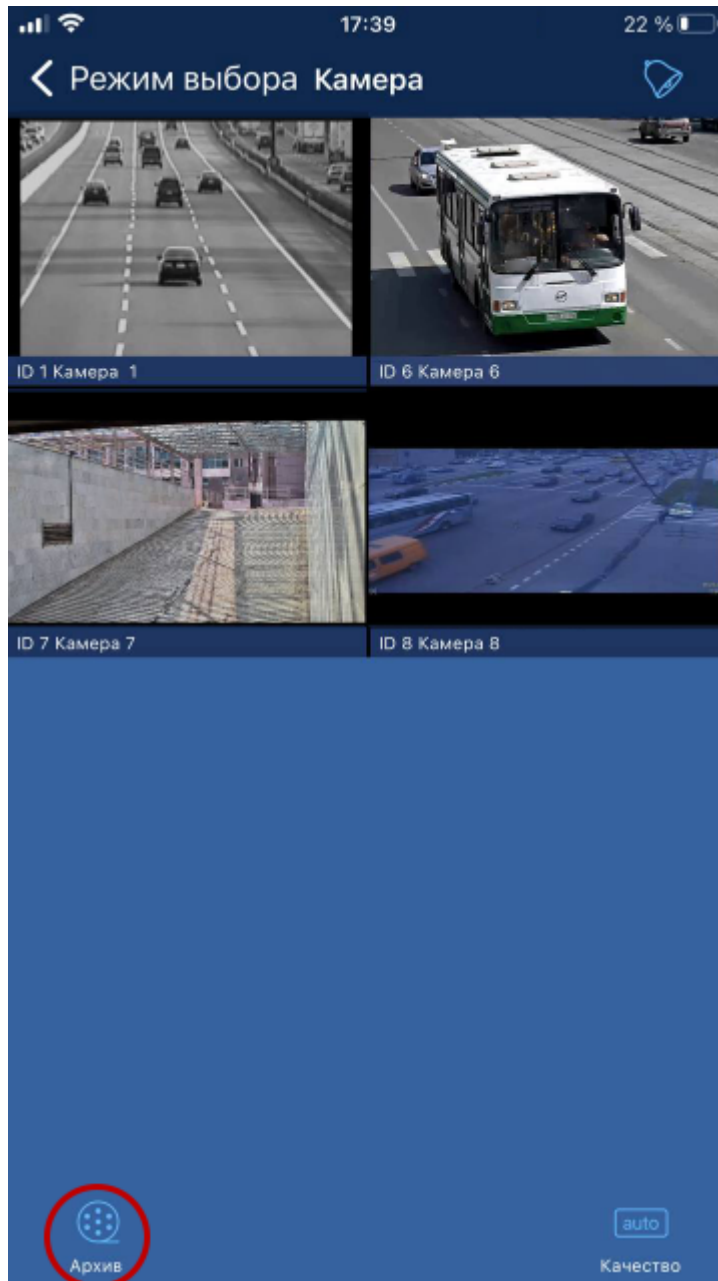 17:39
22 %
Режим выбора Камера
ID 1 Камера 1
ID 6 Камера 6
ID 7 Камера 7
ID 8 Камера 8
auto
Архив
Качество